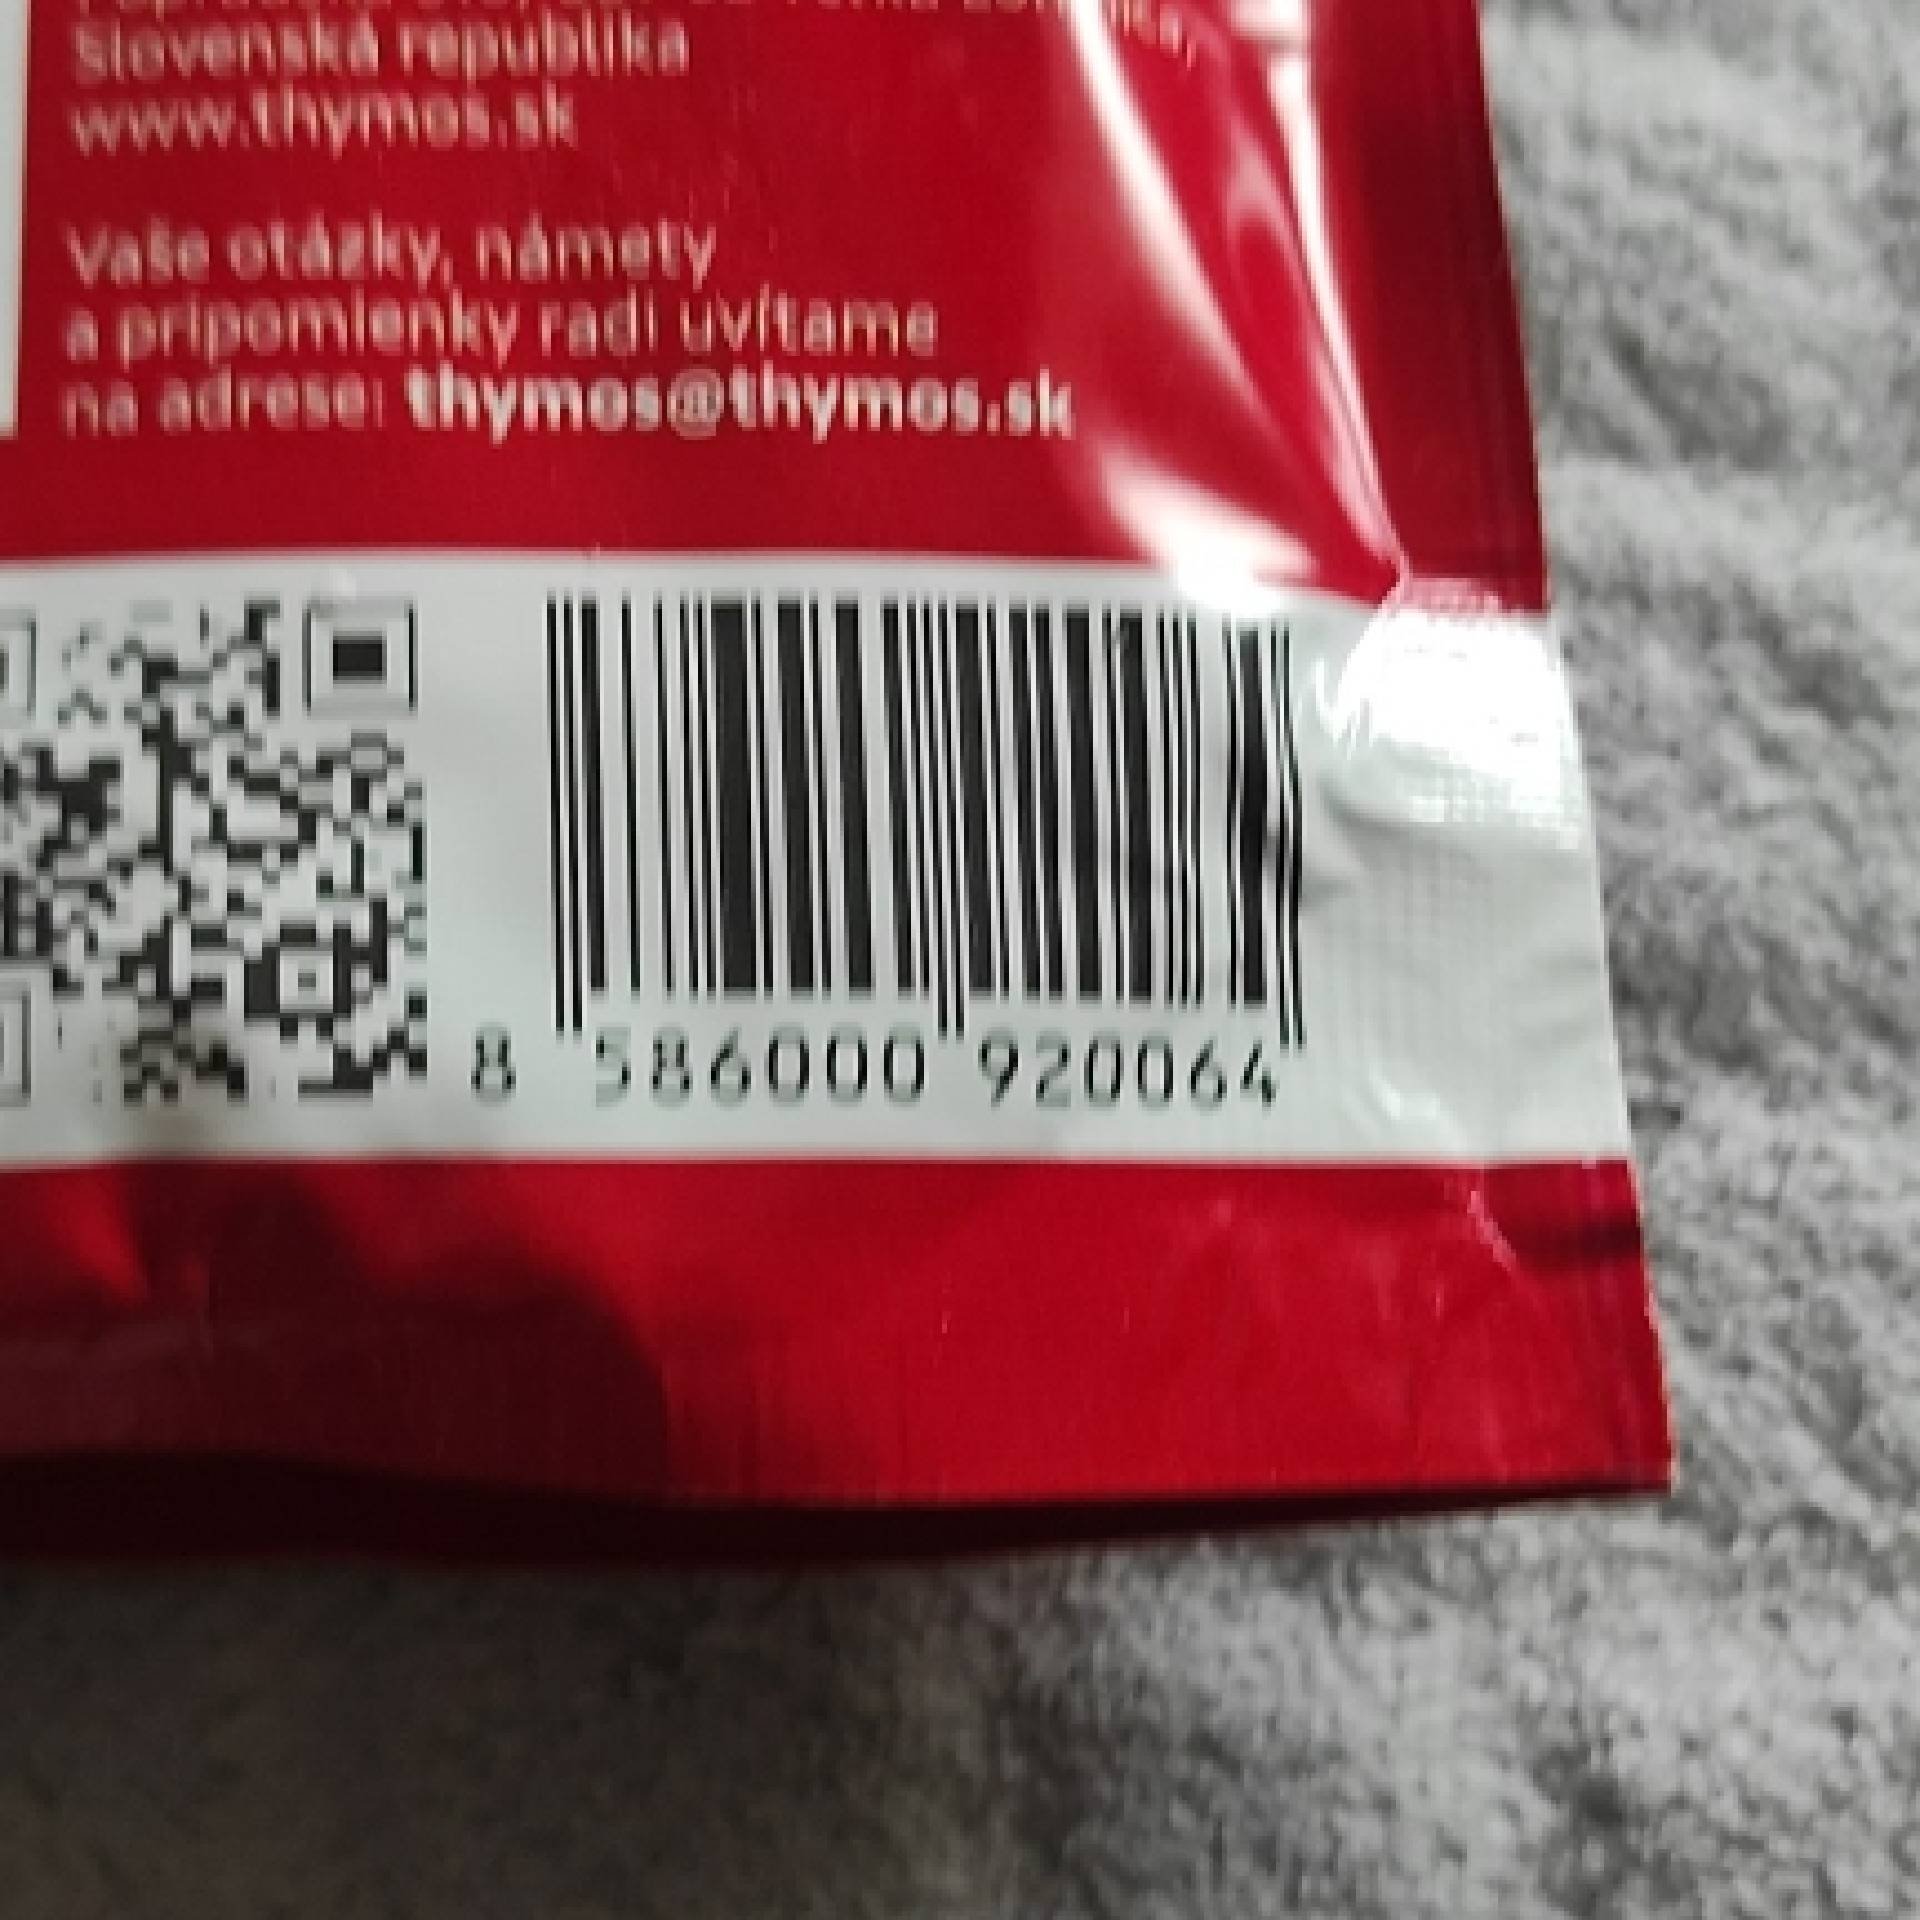 Slovenská republika
www.thymos.sk
Vaše otázky, námety
a pripomienky radi uvítame
na adrese: thymos@thymos.sk
8 586000 920064